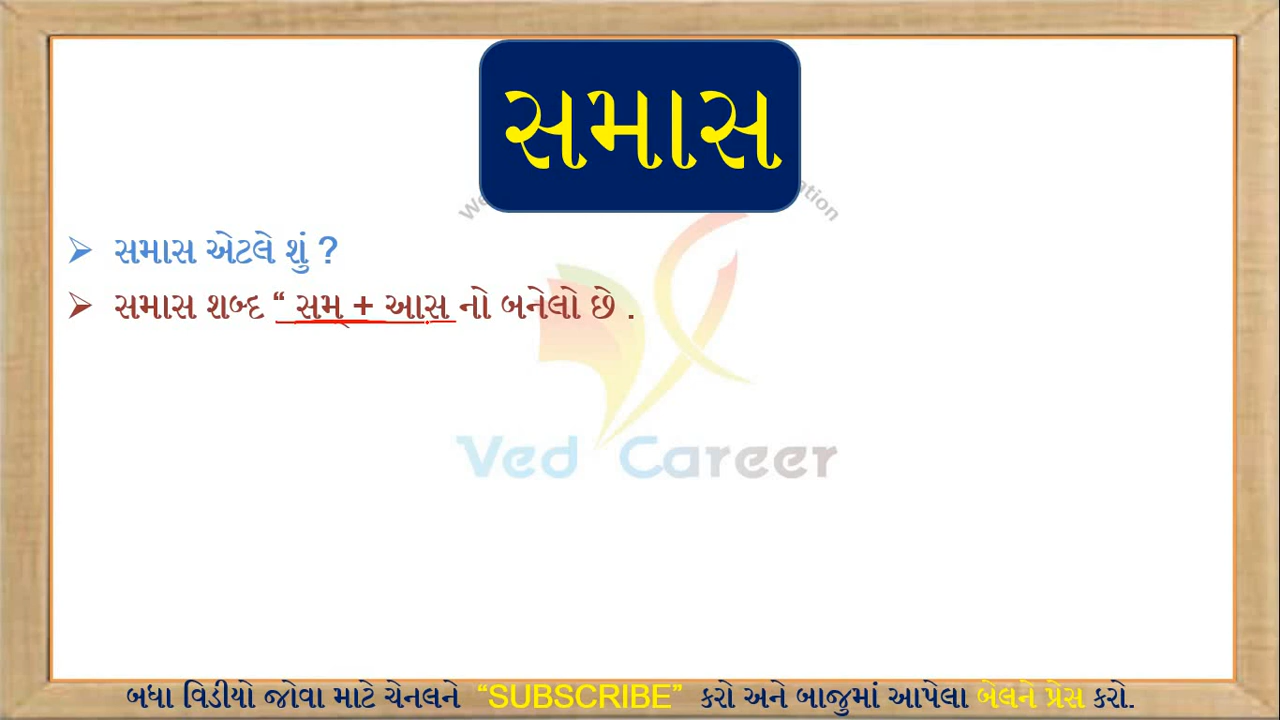 સમાસ
સમાસ એટલે શું ?
સમાસ શબ્દ “ સમ્ + આસ નો બનેલો છે .
Ved Career
બધા વિડીયો જોવા માટે ચેનલને “SUBSCRIBE” કરો અને બાજુમાં આપેલા બેલને પ્રેસ કરો.